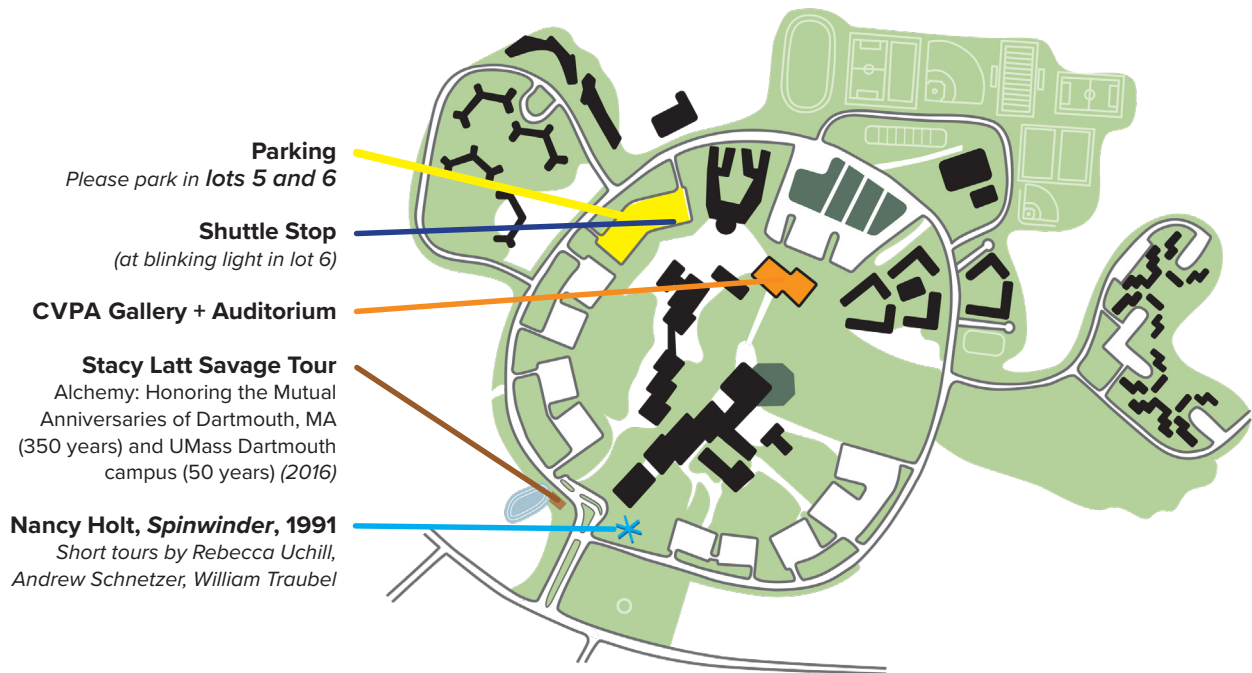 Parking
Please park in lots 5 and 6
Shuttle Stop
(at blinking light in lot 6)
CVPA Gallery + Auditorium
Stacy Latt Savage Tour
Alchemy: Honoring the Mutual
Anniversaries of Dartmouth, MA
(350 years) and UMass Dartmouth
campus (50 years) (2016)
Nancy Holt, Spinwinder, 1991
Short tours by Rebecca Uchill,
Andrew Schnetzer, William Traubel